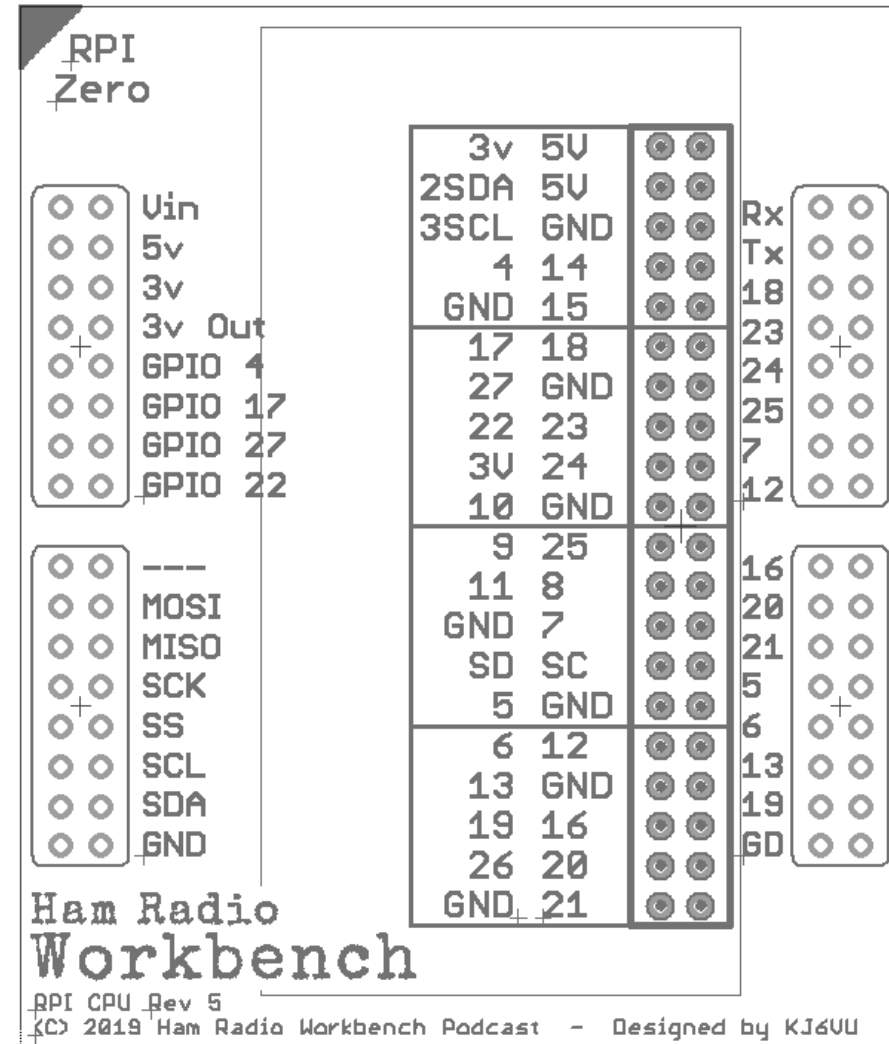 RPI
Zero
Vin
5v
3v
3v Out
GPIO 4
GPIO 17
GPIO 27
GPIO 22
---
MOSI
MISO
SCK
SS
SCL
SDA
GND
3v 5V
2SDA 5V
3SCL GND
4 14
GND 15
17 18
27 GND
22 23
3V 24
10 GND
9 25
11 8
GND 7
SD SC
5 GND
6 12
13 GND
19 16
26 20
GND 21
Rx
Tx
18
23
24
25
7
12
16
20
21
5
6
13
19
GD
Ham Radio
Workbench
RPI CPU Rev 5
(C) 2019 Ham Radio Workbench Podcast - Designed by KJ6VU